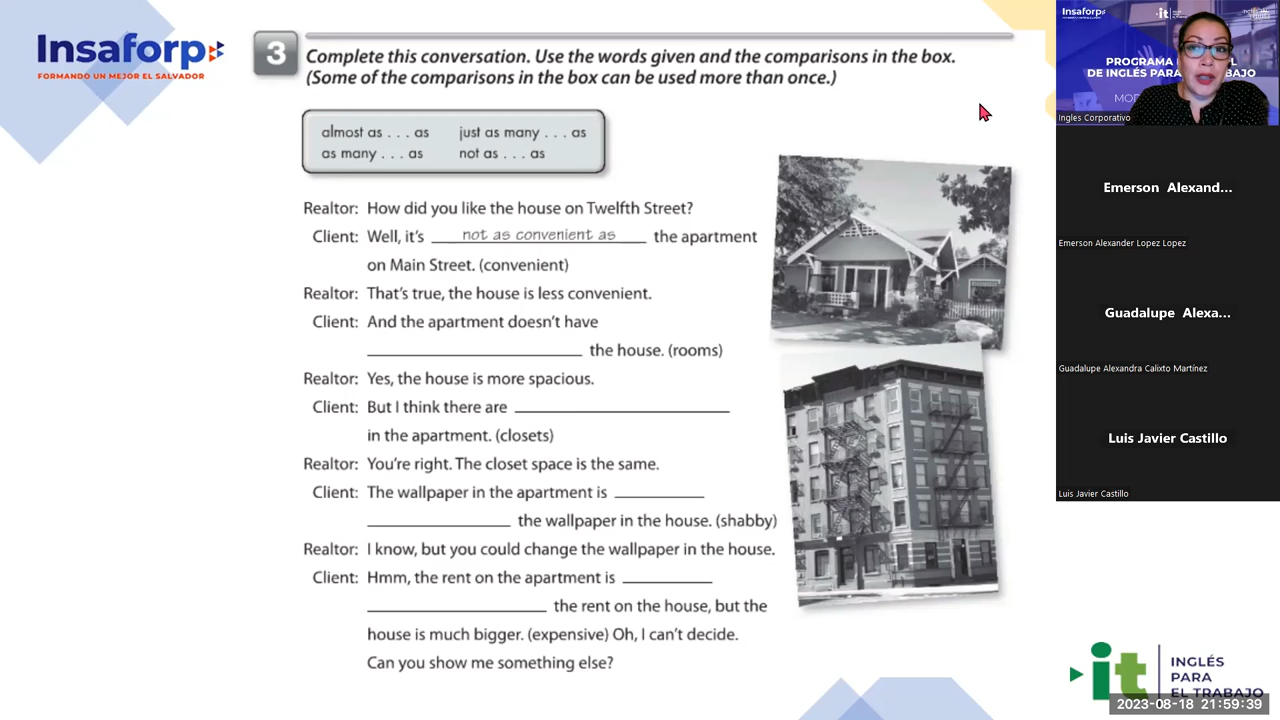 Insaforp
FORMANDO UN MEJOR EL SALVADOR
3
Complete this conversation. Use the words given and the comparisons in the box.
(Some of the comparisons in the box can be used more than once.)
almost as . . . as just as many . . . as
as many . . . as not as . . . as
Realtor: How did you like the house on Twelfth Street?
Client: Well, it's not as convenient as the apartment
on Main Street. (convenient)
Realtor: That's true, the house is less convenient.
Client: And the apartment doesn't have
the house. (rooms)
Realtor: Yes, the house is more spacious.
Client: But I think there are
in the apartment. (closets)
Realtor: You're right. The closet space is the same.
Client: The wallpaper in the apartment is
the wallpaper in the house. (shabby)
Realtor: I know, but you could change the wallpaper in the house.
Client: Hmm, the rent on the apartment is
the rent on the house, but the
house is much bigger. (expensive) Oh, I can't decide.
Can you show me something else?
Insaforp
it
PROGRAMA
DE INGLÉS PARA BAJO
Ingles Corporativo
Emerson Alexand...
Emerson Alexander Lopez Lopez
Guadalupe Alexa...
Guadalupe Alexandra Calixto Martínez
Luis Javier Castillo
Luis Javier Castillo
it
INGLÉS
PARA
EL TRABAJO
2023-08-18 21:59:39